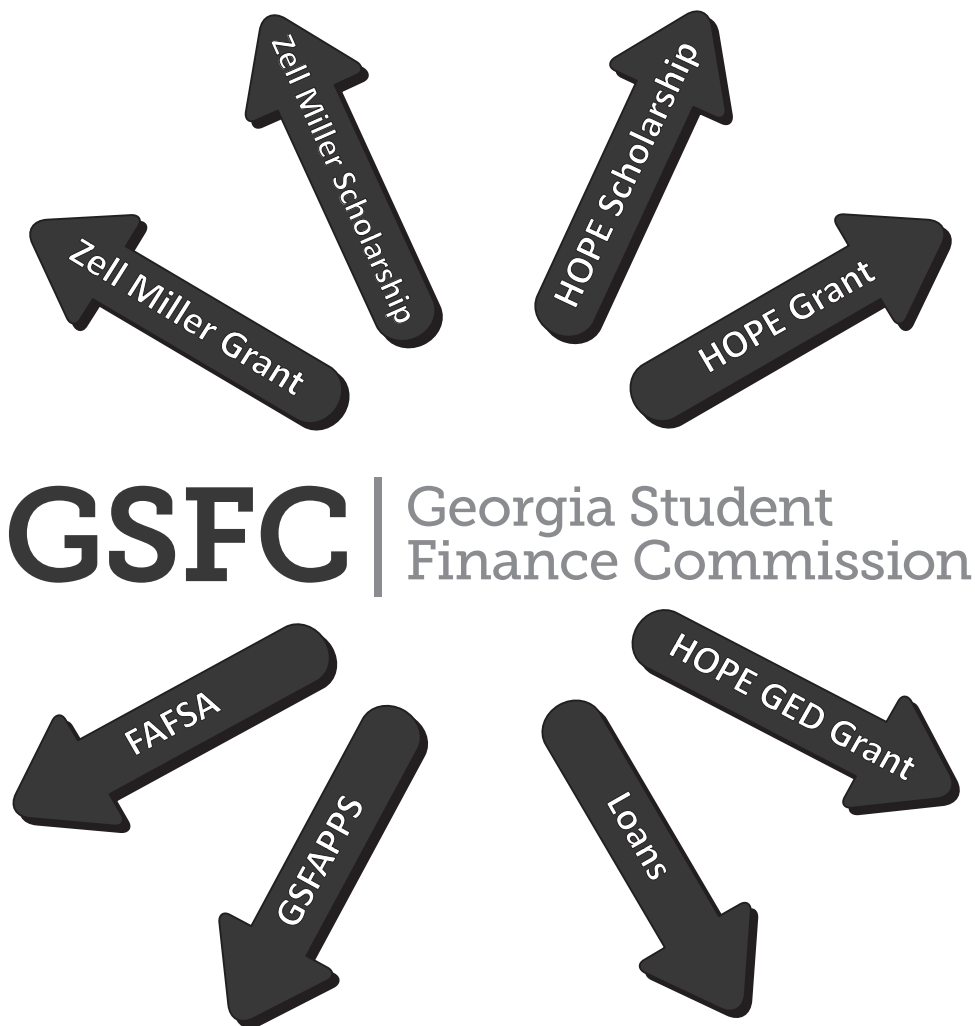 Zell Miller Scholarship
HOPE Scholarship
Zell Miller Grant
HOPE Grant
GSFC
Georgia Student
Finance Commission
FAFSA
HOPE GED Grant
GSFAPPS
Loans